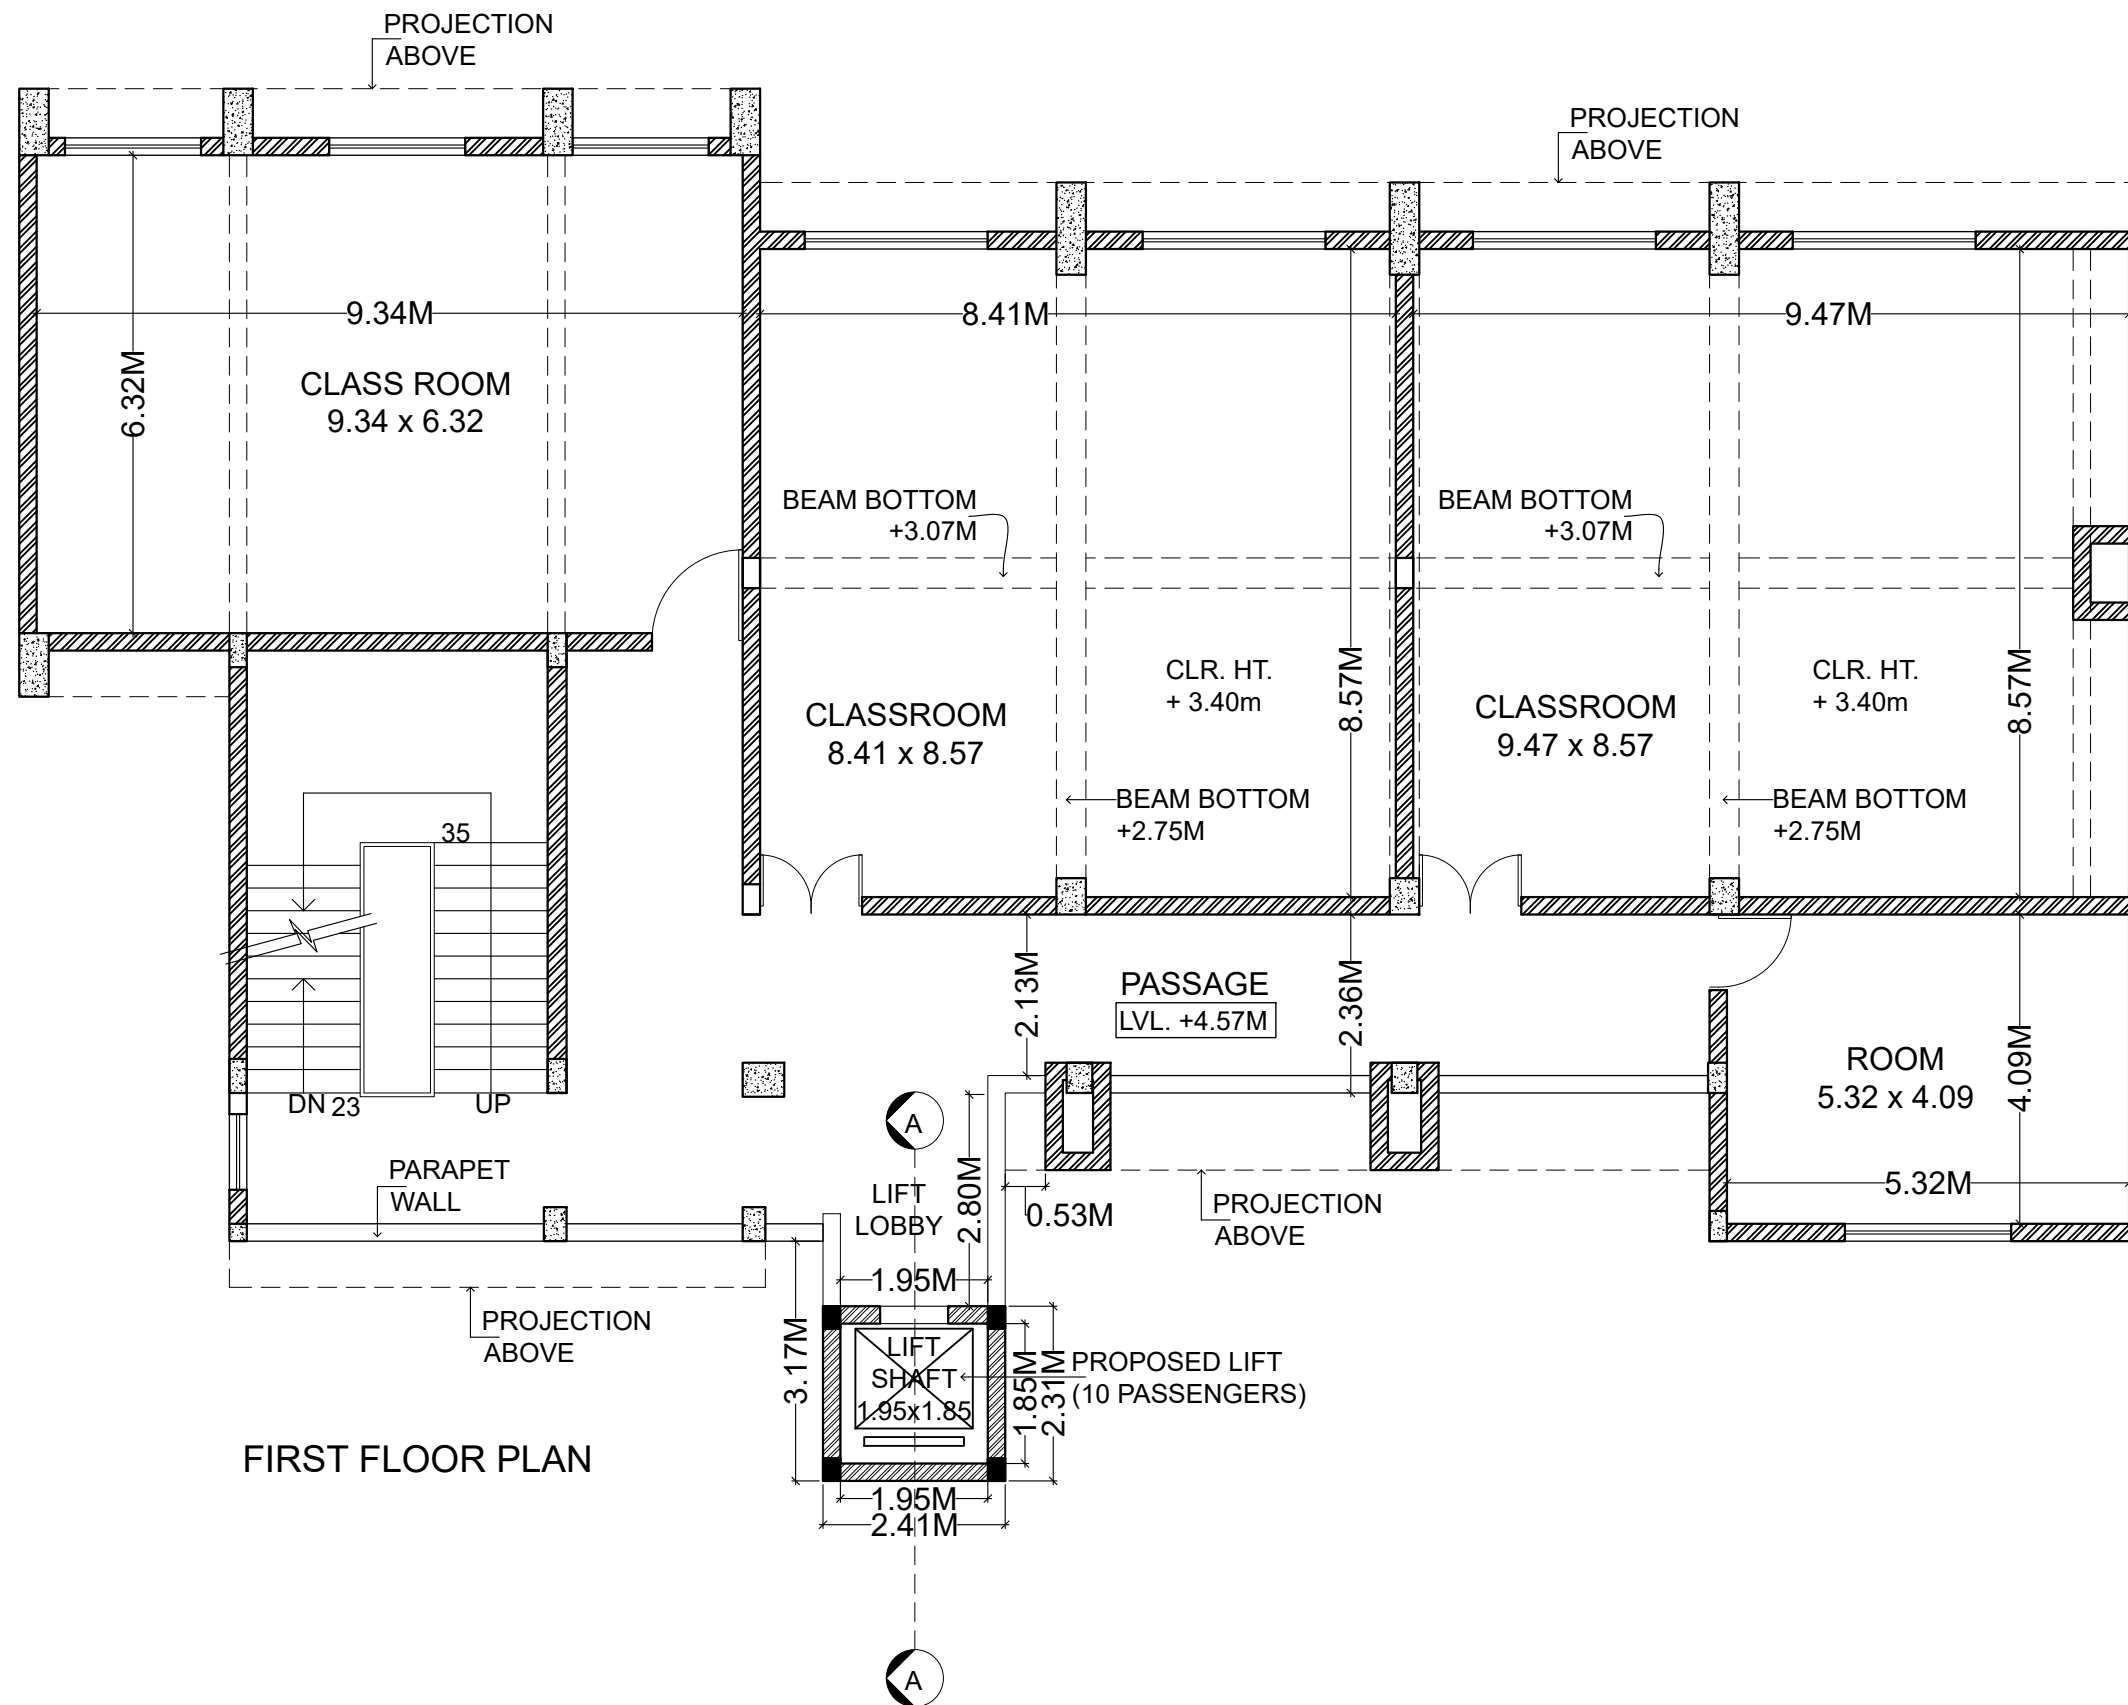 PROJECTION
ABOVE
PROJECTION
ABOVE
9.34M
8.41M
9.47M
6.32M
CLASS ROOM
9.34 x 6.32
BEAM BOTTOM
+3.07M
BEAM BOTTOM
+3.07M
CLR. HT.
+ 3.40m
8.57M
CLR. HT.
+ 3.40m
8.57M
CLASSROOM
8.41 x 8.57
CLASSROOM
9.47 x 8.57
BEAM BOTTOM
+2.75M
BEAM BOTTOM
+2.75M
35
2.13M
PASSAGE
LVL. +4.57M
2.36M
ROOM
5.32 x 4.09
4.09M
DN 23
UP
A
PARAPET
WALL
LIFT
LOBBY
2.80M
0.53M
PROJECTION
ABOVE
5.32M
1.95M
PROJECTION
ABOVE
3.17M
LIFT
SHAFT
1.95x1.85
1.85M
2.31M
PROPOSED LIFT
(10 PASSENGERS)
FIRST FLOOR PLAN
1.95M
2.41M
A